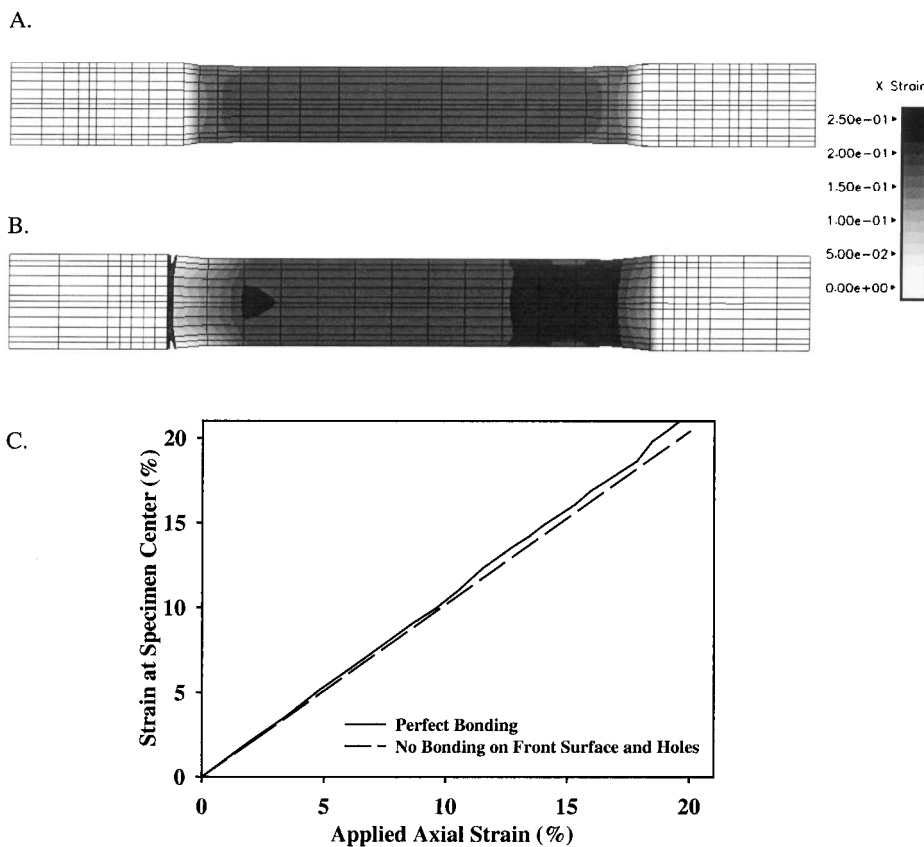 A.
X Strain
2.50e-01
2.00e-01
1.50e-01
1.00e-01
5.00e-02
0.00e+00
B.
C.
Strain at Specimen Center (%)
20
15
10
5
0
Perfect Bonding
No Bonding on Front Surface and Holes
0 5 10 15 20
Applied Axial Strain (%)